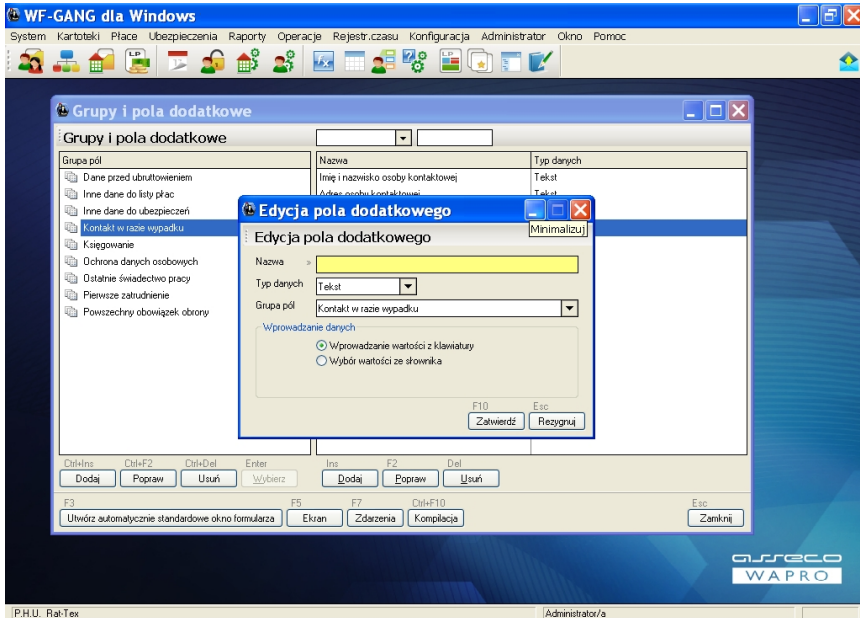 WF-GANG dla Windows
System Kartoteki Płace Ubezpieczenia Raporty Operacje Rejestr.czasu Konfiguracja Administrator Okno Pomoc
Grupy i pola dodatkowe
Grupy i pola dodatkowe
Grupa pól Nazwa Typ danych
Dane przed ubruttowieniem Imię i nazwisko osoby kontaktowej Tekst
Inne dane do listy płac Adres osoby kontaktowej Tekst
Inne dane do ubezpieczeń
Kontakt w razie wypadku
Księgowanie
Ochrona danych osobowych
Ostatnie świadectwo pracy
Pierwsze zatrudnienie
Powszechny obowiązek obrony
Edycja pola dodatkowego
Minimalizuj
Edycja pola dodatkowego
Nazwa »
Typ danych Tekst
Grupa pól Kontakt w razie wypadku
Wprowadzanie danych
Wprowadzanie wartości z klawiatury
Wybór wartości ze słownika
F10 Esc
Zatwierdź Rezygnuj
Ctrl+Ins Ctrl+F2 Ctrl+Del Enter Ins F2 Del
Dodaj Popraw Usuń Wybierz Dodaj Popraw Usuń
F3 F5 F7 Ctrl+F10 Esc
Utwórz automatycznie standardowe okno formularza Ekran Zdarzenia Kompilacja Zamknij
asseco
WAPRO
P.H.U. Rat-Tex Administrator/a